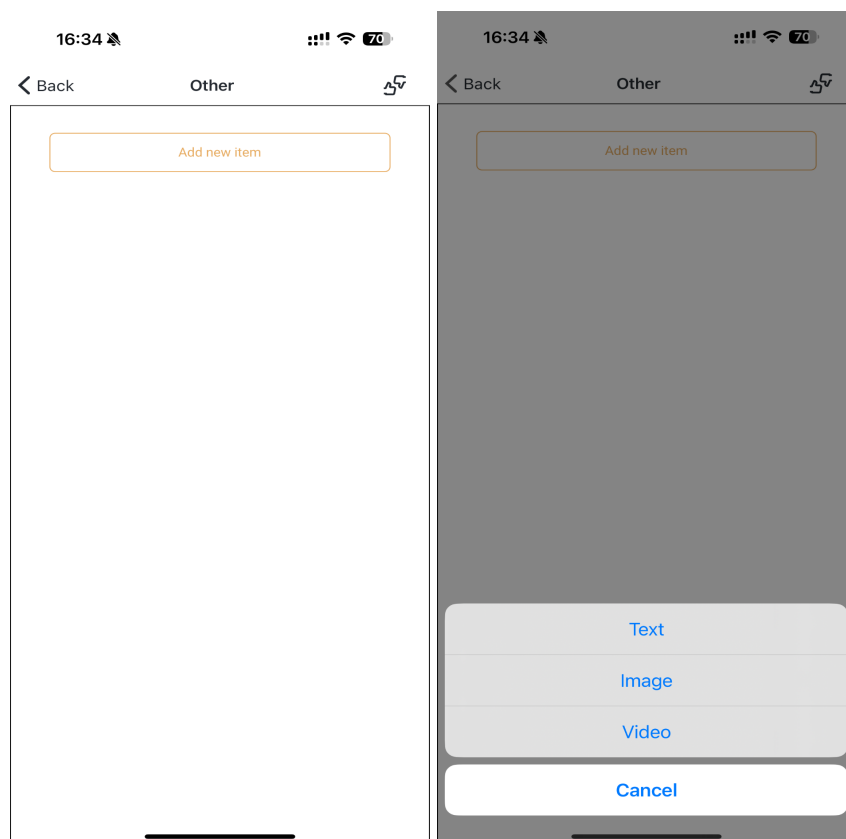 16:34
70
Back
Other
Add new item
16:34
70
Back
Other
Add new item
Text
Image
Video
Cancel